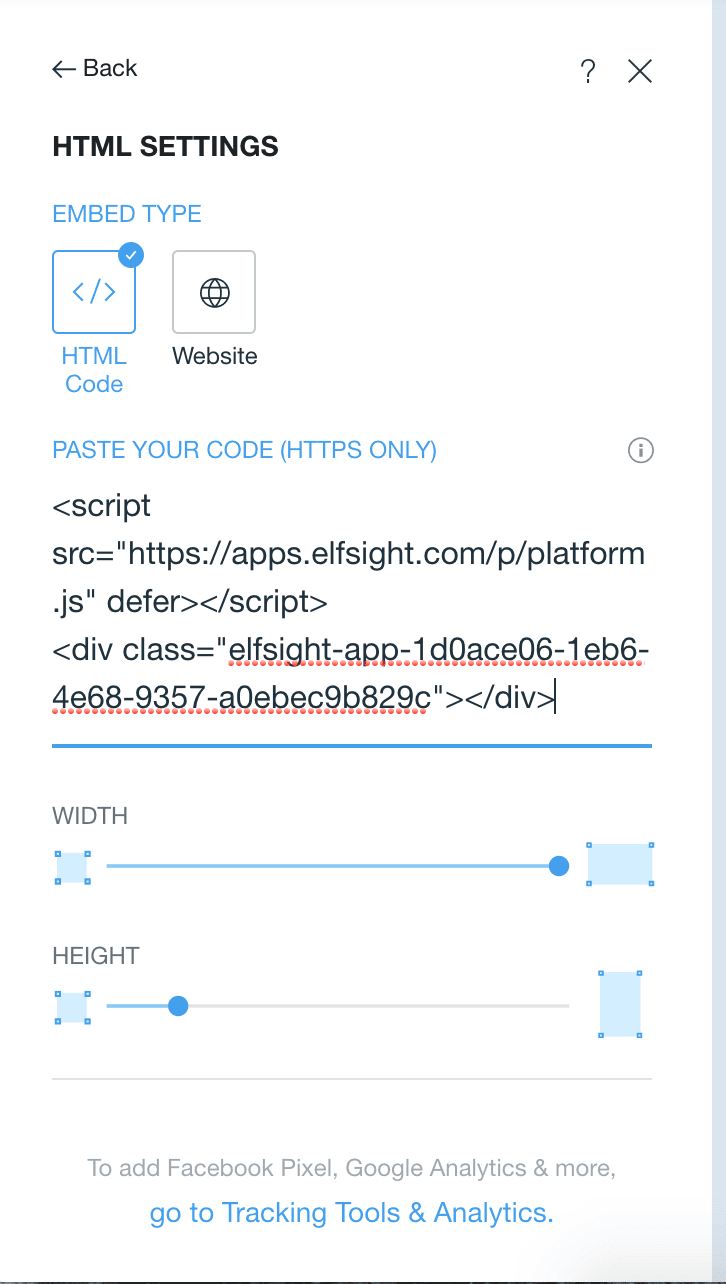 ← Back ?
HTML SETTINGS
EMBED TYPE
</>
HTML
Code
Website
PASTE YOUR CODE (HTTPS ONLY)
<script
src="https://apps.elfsight.com/p/platform
.js" defer></script>
<div class="elfsight-app-1d0ace06-1eb6-
4e68-9357-a0ebec9b829c"></div>
WIDTH
HEIGHT
To add Facebook Pixel, Google Analytics & more,
go to Tracking Tools & Analytics.